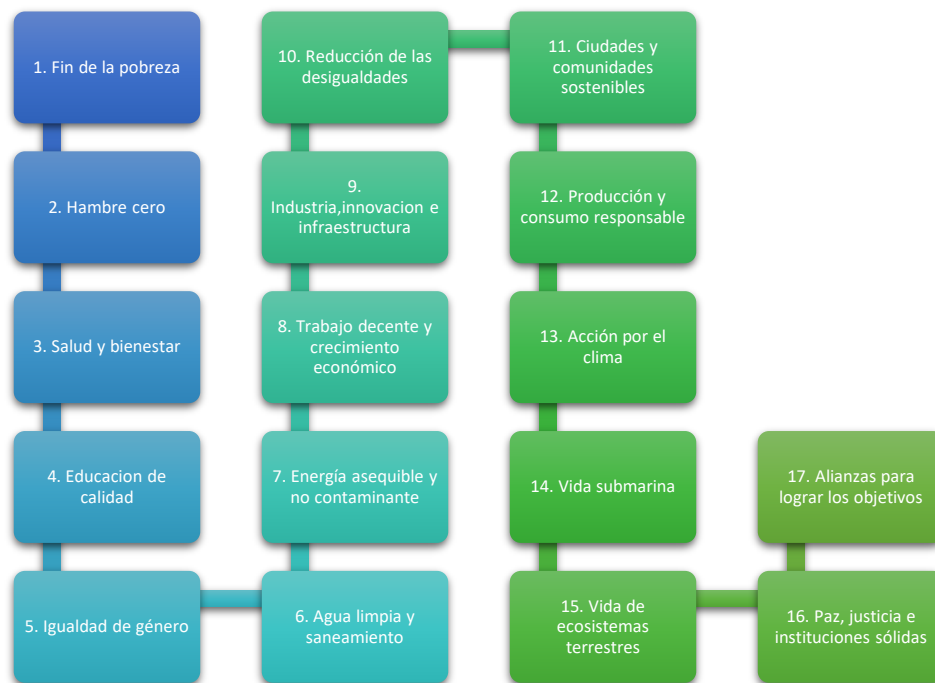 1. Fin de la pobreza
2. Hambre cero
3. Salud y bienestar
4. Educacion de
calidad
5. Igualdad de género
6. Agua limpia y
saneamiento
7. Energía asequible y
no contaminante
8. Trabajo decente y
crecimiento
económico
9.
Industria,innovacion e
infraestructura
10. Reducción de las
desigualdades
11. Ciudades y
comunidades
sostenibles
12. Producción y
consumo responsable
13. Acción por el
clima
14. Vida submarina
15. Vida de
ecosistemas
terrestres
16. Paz, justicia e
instituciones sólidas
17. Alianzas para
lograr los objetivos